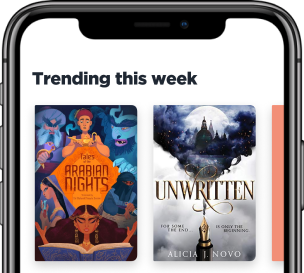 Trending this week
Tales
of the
ARABIAN
NIGHTS
UNWRITTEN
FOR SOME
THE END...
IS ONLY THE
BEGINNING
ALICIA J. NOVO